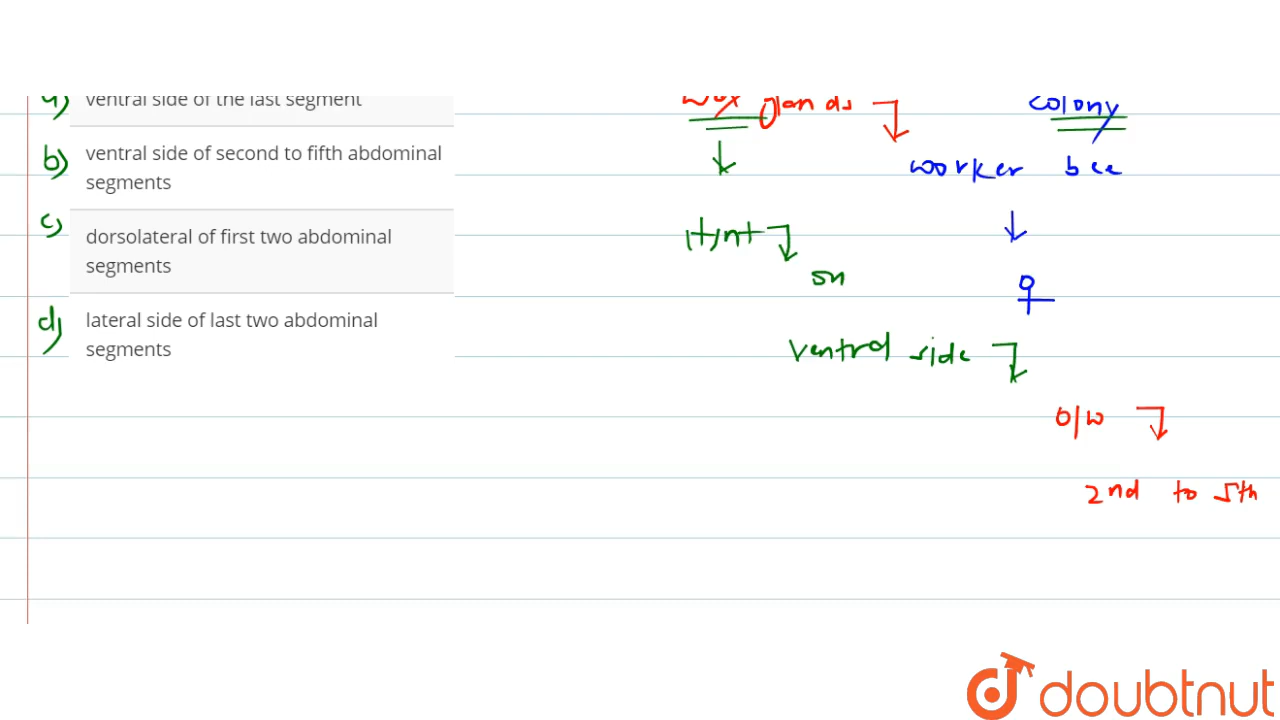 a) ventral side of the last segment
b) ventral side of second to fifth abdominal
segments
c) dorsolateral of first two abdominal
segments
d) lateral side of last two abdominal
segments
wax glands
colony
worker bee
♀
on
ventral side
b/w
2nd to 5th
doubtnut